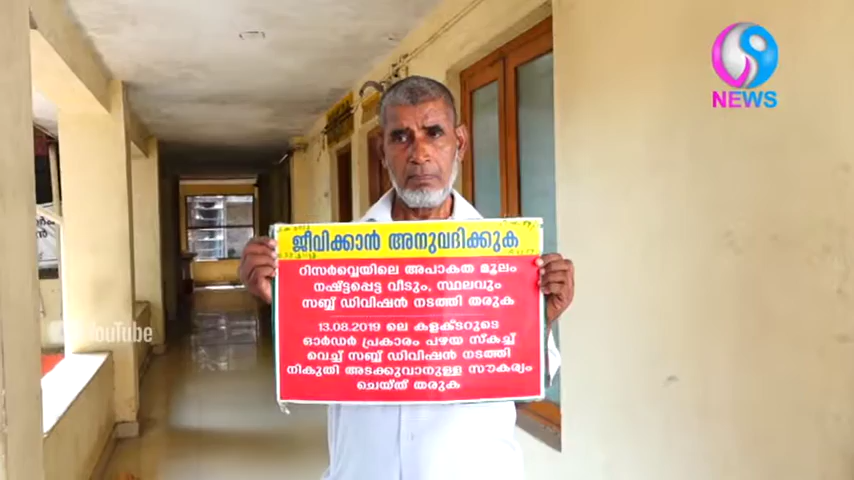 S NEWS
ജീവിക്കാൻ അനുവദിക്കുക
റിസർവ്വെയിലെ അപാകത മൂലം
നഷ്ട്ടപ്പെട്ട വീടും, സ്ഥലവും
സബ്ബ് ഡിവിഷൻ നടത്തി തരുക
13.08.2019 ലെ കളക്ടറുടെ
ഓർഡർ പ്രകാരം പഴയ സ്കെച്ച്
വെച്ച് സബ്ബ് ഡിവിഷൻ നടത്തി
നികുതി അടക്കുവാനുള്ള സൗകര്യം
ചെയ്ത് തരുക
YouTube